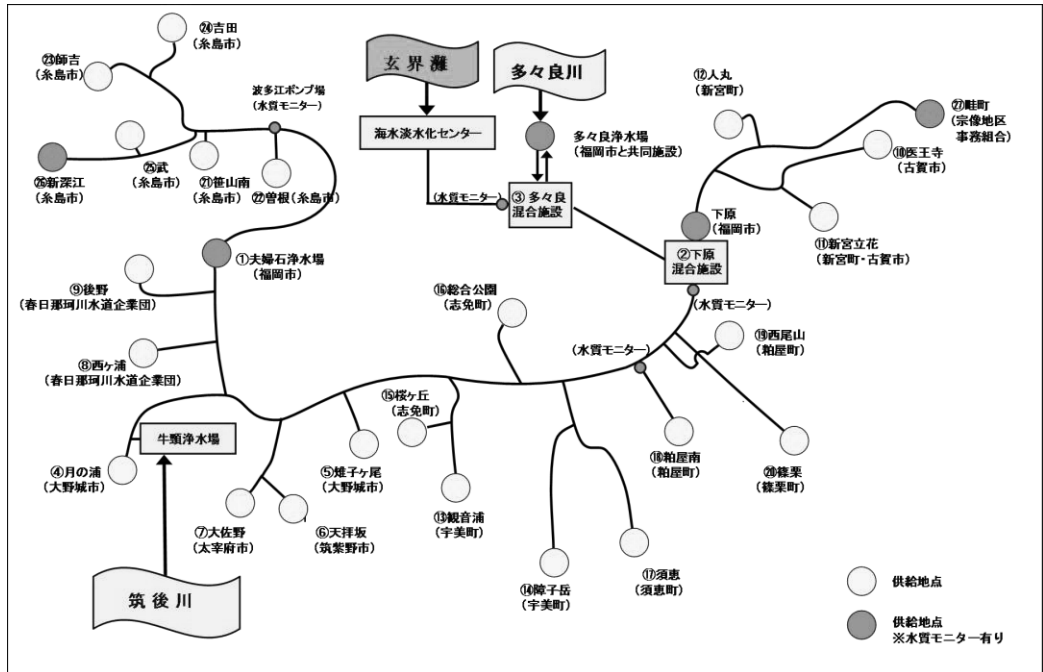 ㉔吉田
(糸島市)
㉓師吉
(糸島市)
波多江ポンプ場
(水質モニター)
㉖新深江
(糸島市)
㉕武
(糸島市)
㉑笹山南
(糸島市)
㉒曽根(糸島市)
玄界灘
多々良川
海水淡水化センター
多々良浄水場
(福岡市と共同施設)
(水質モニター)
③多々良
混合施設
⑫人丸
(新宮町)
㉗畦町
(宗像地区
事務組合)
⑩医王寺
(古賀市)
下原
(福岡市)
⑪新宮立花
(新宮町・古賀市)
②下原
混合施設
(水質モニター)
①夫婦石浄水場
(福岡市)
⑨後野
(春日那珂川水道企業団)
⑧西ヶ浦
(春日那珂川水道企業団)
⑯総合公園
(志免町)
(水質モニター)
⑲西尾山
(粕屋町)
⑮桜ヶ丘
(志免町)
牛頸浄水場
④月の浦
(大野城市)
⑤雉子ヶ尾
(大野城市)
⑱粕屋南
(粕屋町)
⑳篠栗
(篠栗町)
⑦大佐野
(太宰府市)
⑥天拝坂
(筑紫野市)
⑬観音浦
(宇美町)
⑭障子岳
(宇美町)
⑰須恵
(須恵町)
筑後川
供給地点
供給地点
※水質モニター有り